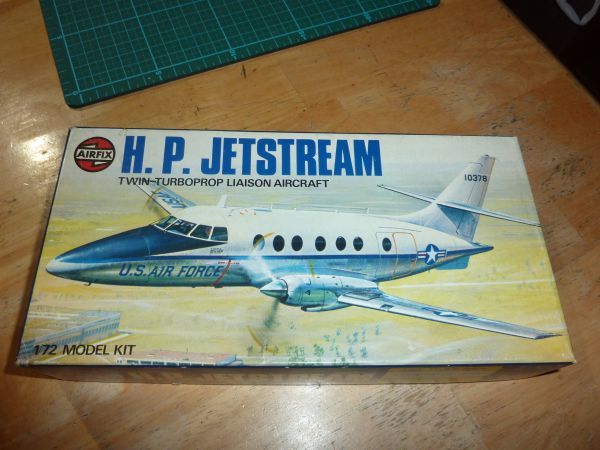 AIRFIX
H. P. JETSTREAM
TWIN-TURBOPROP LIAISON AIRCRAFT
10378
U.S. AIR FORCE
1/72 MODEL KIT